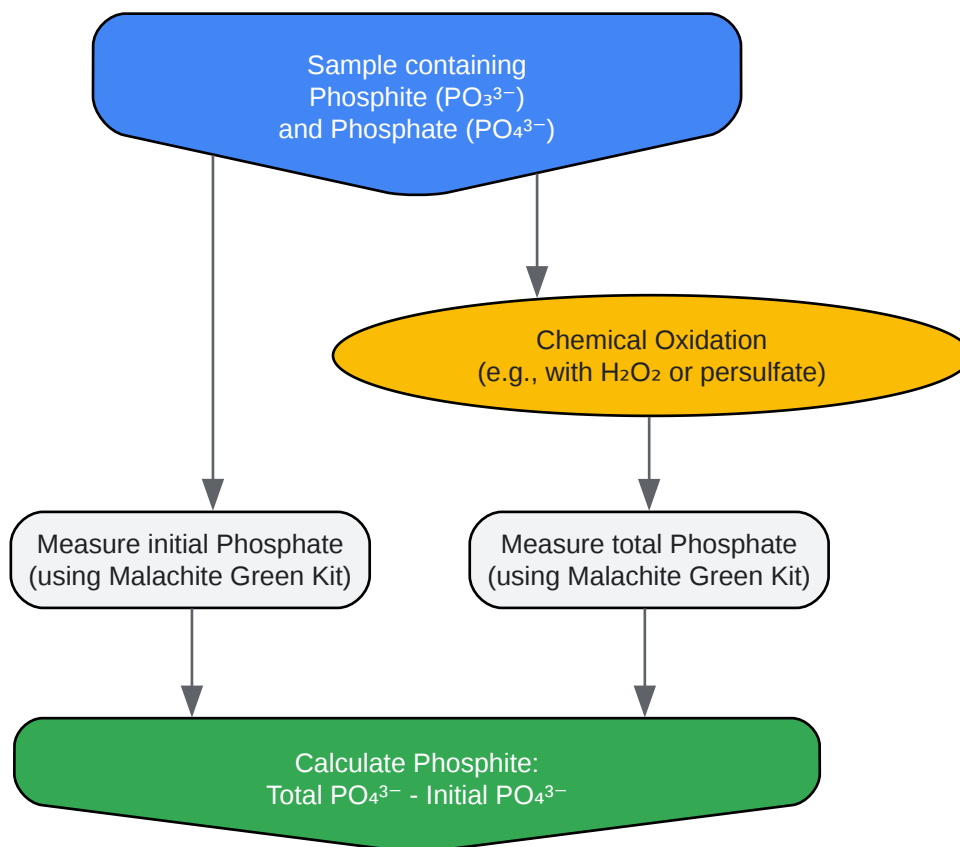 Sample containing
Phosphite (PO₃³⁻)
and Phosphate (PO₄³⁻)
Chemical Oxidation
(e.g., with H₂O₂ or persulfate)
Measure initial Phosphate
(using Malachite Green Kit)
Measure total Phosphate
(using Malachite Green Kit)
Calculate Phosphite:
Total PO₄³⁻ - Initial PO₄³⁻